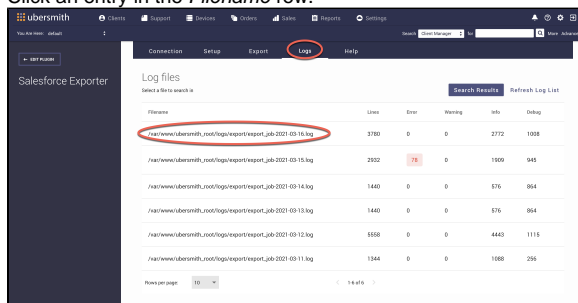 Click an entry in the Filename row.
ubersmith Clients Support Devices Orders Sales Reports Settings
You Are Here: default Search Client Manager for More Advanced
Connection Setup Export Logs Help
← EDIT PLUGIN
Salesforce Exporter
Log files
Select a file to search in
Search Results Refresh Log List
Filename Lines Error Warning Info Debug
/var/www/ubersmith_root/logs/export/export_job-2021-03-16.log 3780 0 0 2772 1008
/var/www/ubersmith_root/logs/export/export_job-2021-03-15.log 2932 78 0 1909 945
/var/www/ubersmith_root/logs/export/export_job-2021-03-14.log 1440 0 0 576 864
/var/www/ubersmith_root/logs/export/export_job-2021-03-13.log 1440 0 0 576 864
/var/www/ubersmith_root/logs/export/export_job-2021-03-12.log 5558 0 0 4443 1115
/var/www/ubersmith_root/logs/export/export_job-2021-03-11.log 1344 0 0 1088 256
Rows per page: 10 1-6 of 6